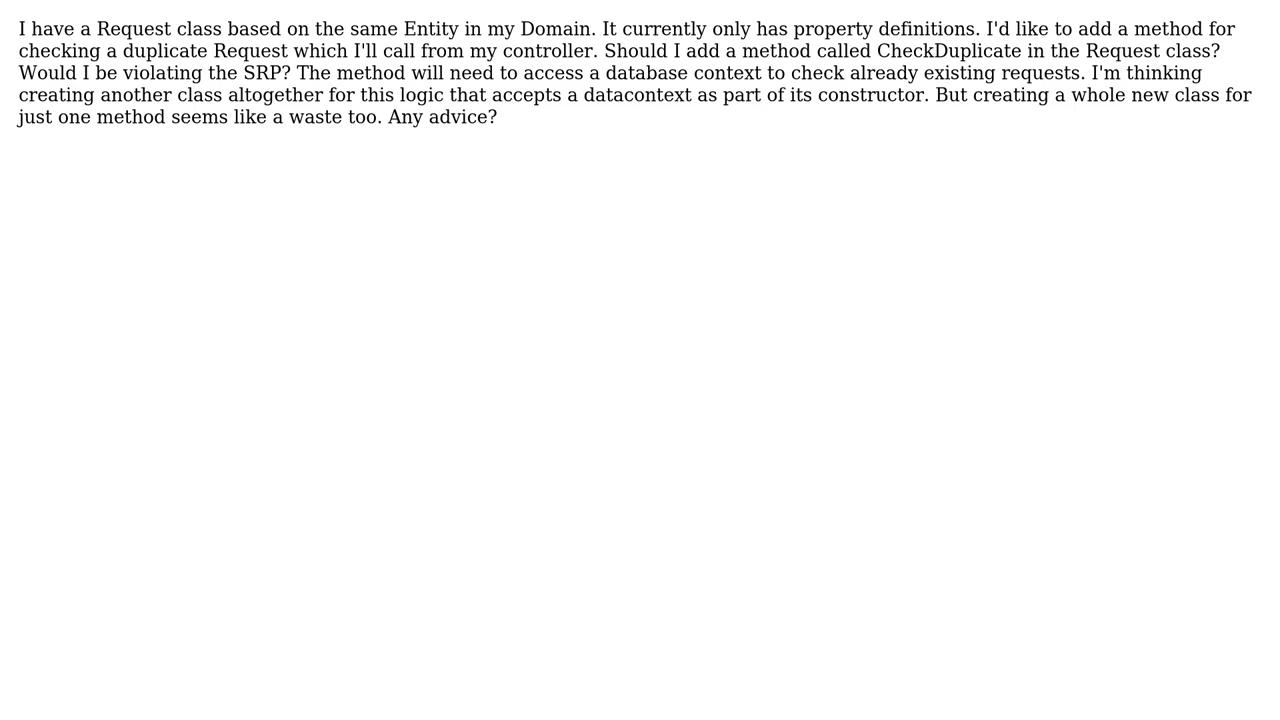 I have a Request class based on the same Entity in my Domain. It currently only has property definitions. I'd like to add a method for
checking a duplicate Request which I'll call from my controller. Should I add a method called CheckDuplicate in the Request class?
Would I be violating the SRP? The method will need to access a database context to check already existing requests. I'm thinking
creating another class altogether for this logic that accepts a datacontext as part of its constructor. But creating a whole new class for
just one method seems like a waste too. Any advice?